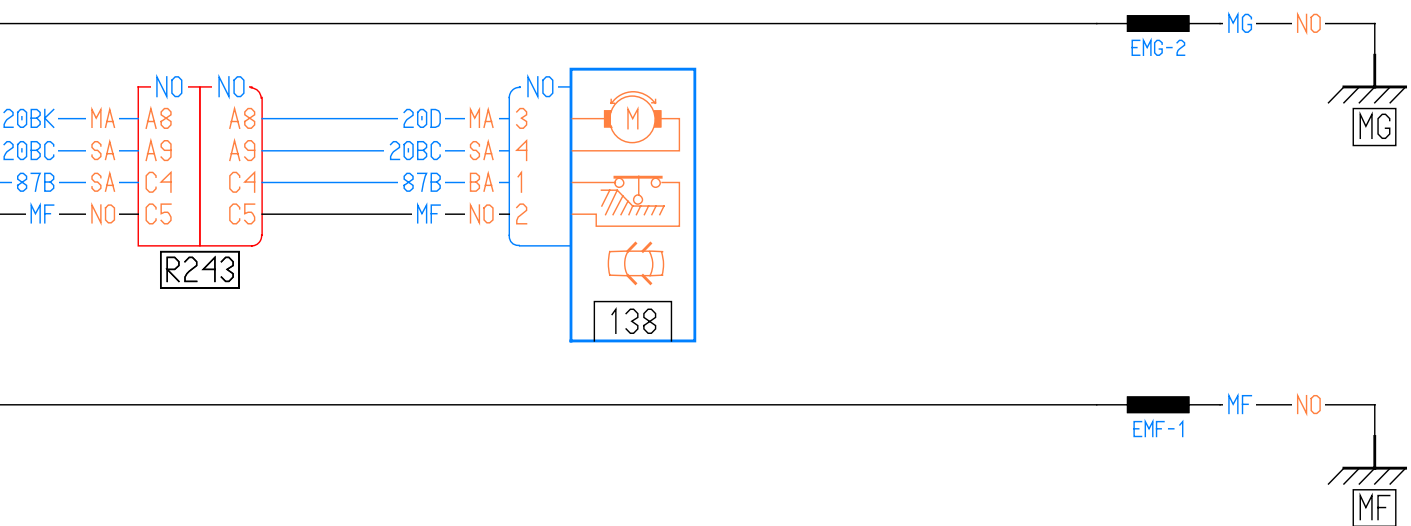 MG NO
EMG-2
MG
NO NO NO
20BK MA A8 A8 20D MA 3 M
20BC SA A9 A9 20BC SA 4
87B SA C4 C4 87B BA 1
MF NO C5 C5 MF NO 2
R243
138
MF NO
EMF-1
MF